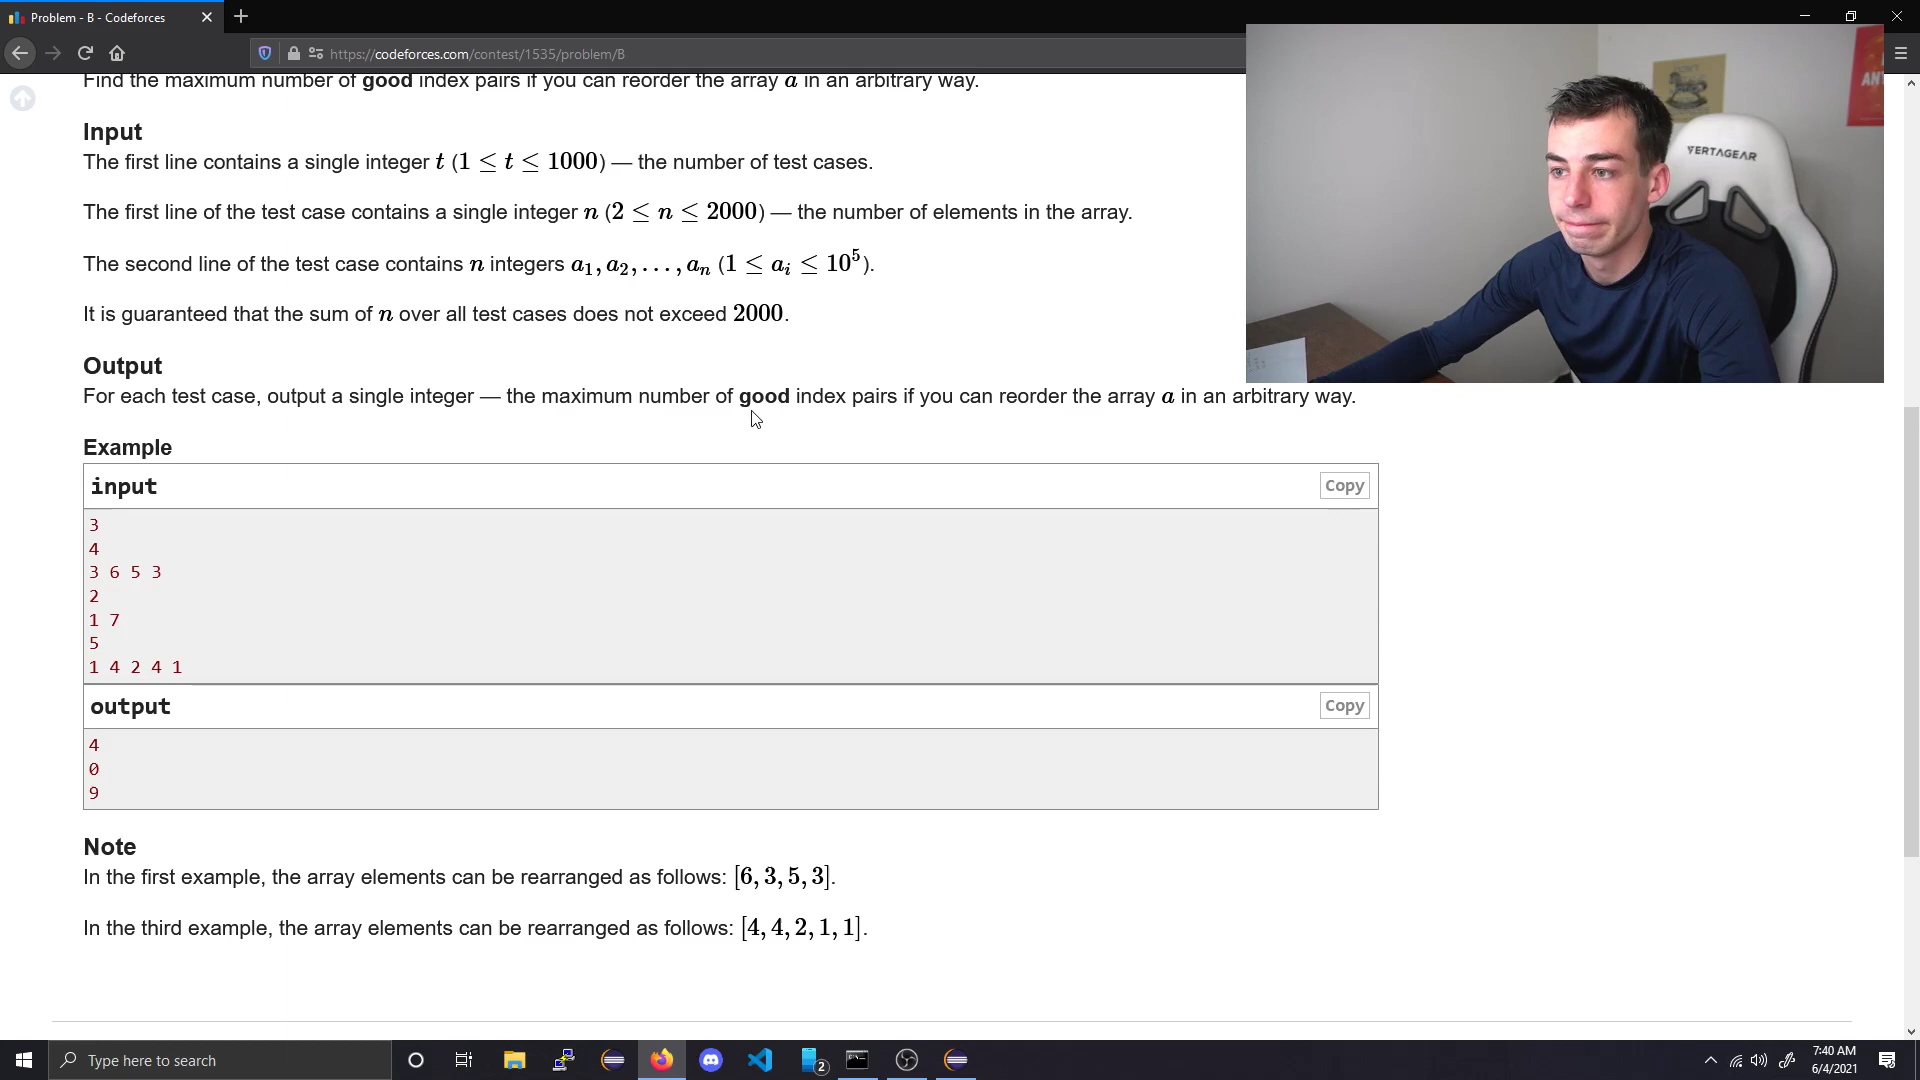 Problem - B - Codeforces
https://codeforces.com/contest/1535/problem/B
Find the maximum number of good index pairs if you can reorder the array a in an arbitrary way.
Input
The first line contains a single integer t (1 ≤ t ≤ 1000) — the number of test cases.
The first line of the test case contains a single integer n (2 ≤ n ≤ 2000) — the number of elements in the array.
The second line of the test case contains n integers a₁, a₂, …, aₙ (1 ≤ aᵢ ≤ 10⁵).
It is guaranteed that the sum of n over all test cases does not exceed 2000.
VERTAGEAR
Output
For each test case, output a single integer — the maximum number of good index pairs if you can reorder the array a in an arbitrary way.
Example
input
Copy
3
4
3 6 5 3
2
1 7
5
1 4 2 4 1
output
Copy
4
0
9
Note
In the first example, the array elements can be rearranged as follows: [6, 3, 5, 3].
In the third example, the array elements can be rearranged as follows: [4, 4, 2, 1, 1].
Type here to search
2
7:40 AM
6/4/2021